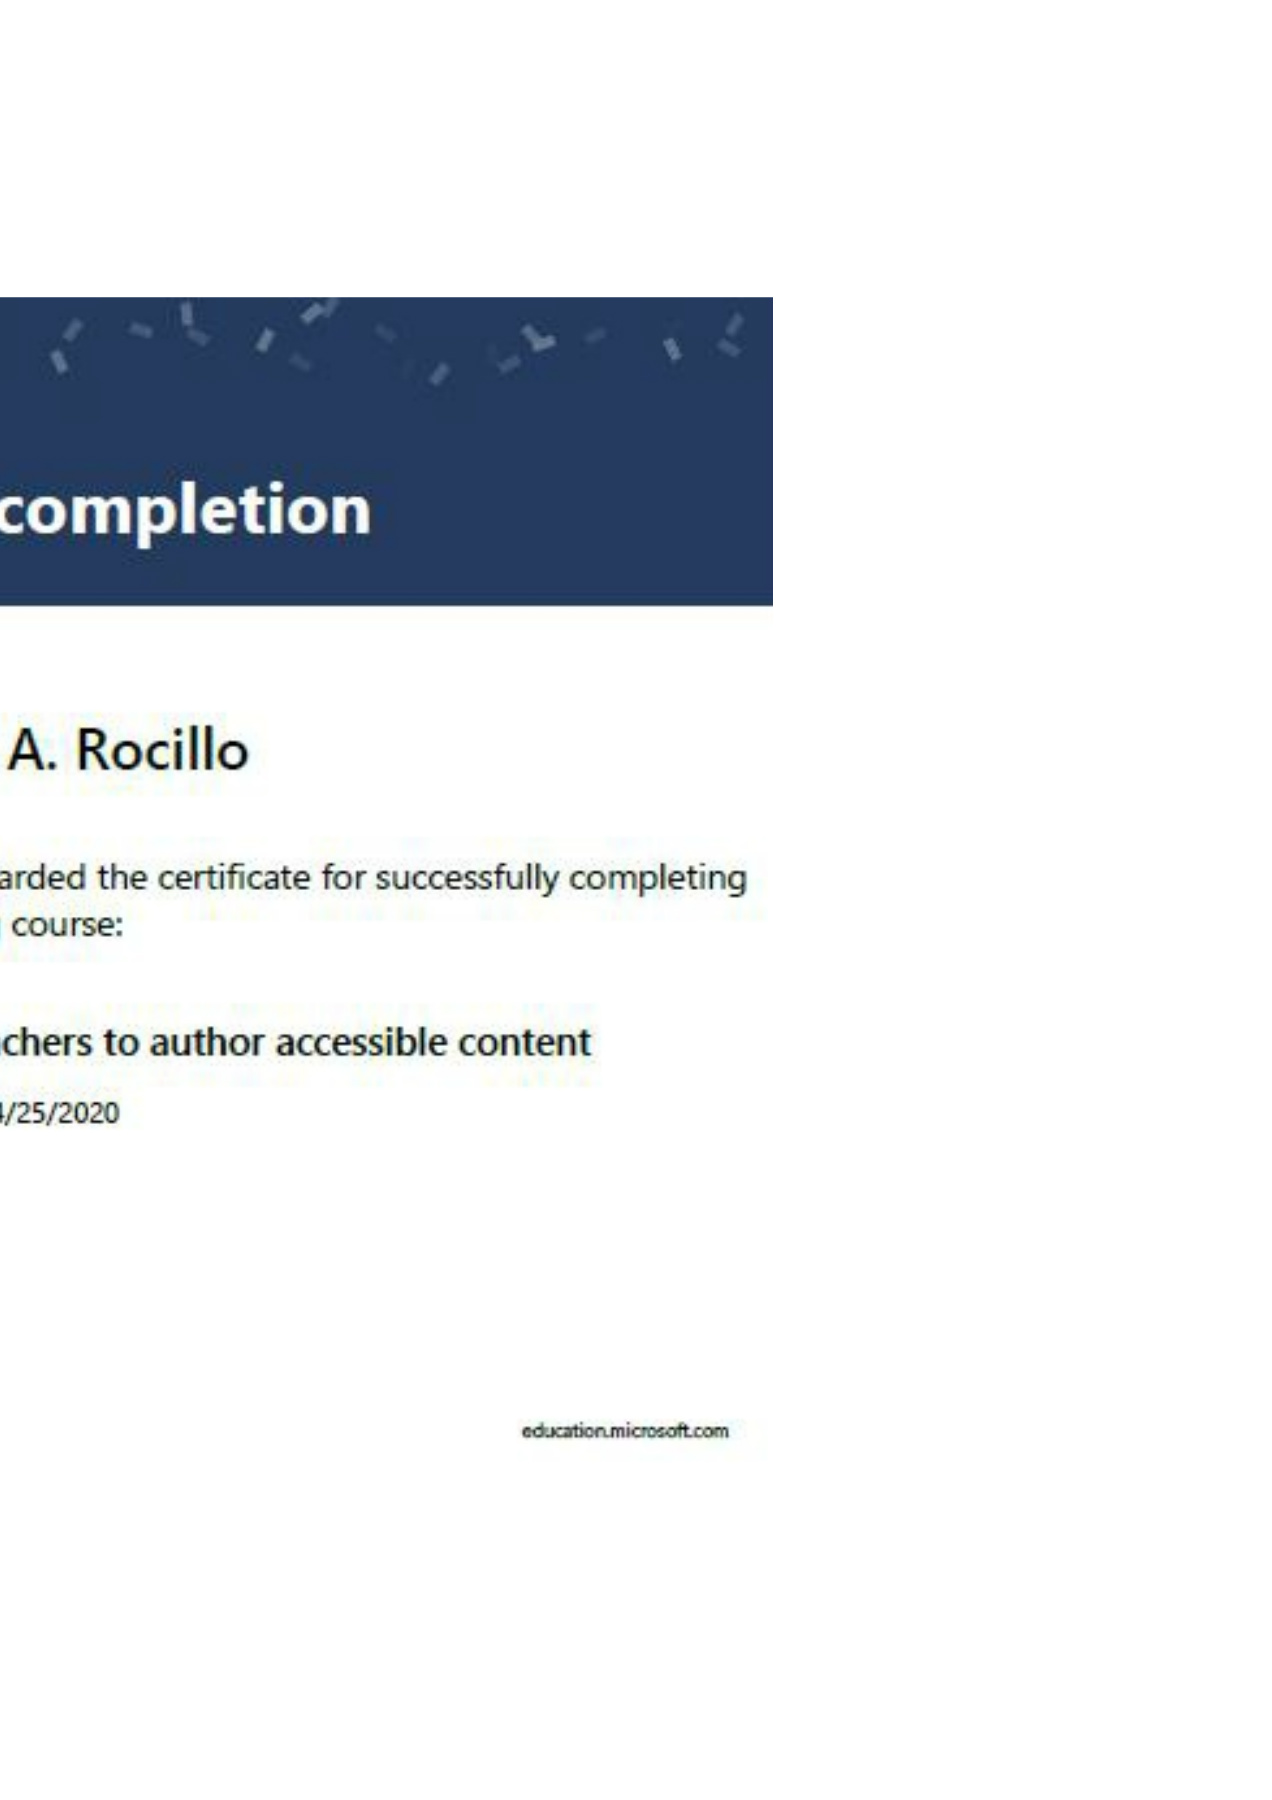 completion
A. Rocillo
arded the certificate for successfully completing
course:
chers to author accessible content
4/25/2020
education.microsoft.com